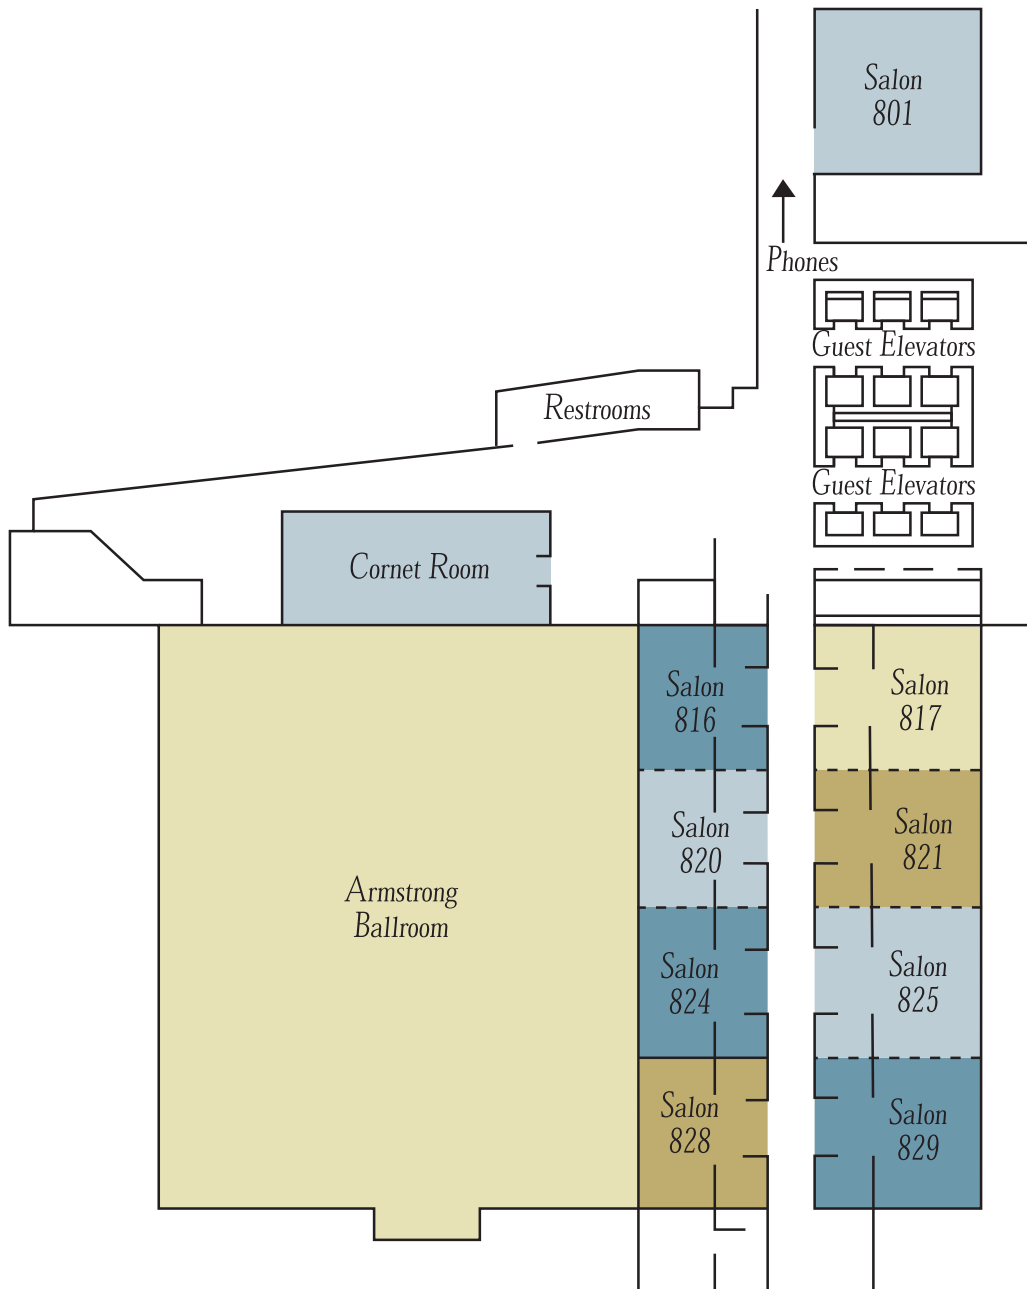 Salon
801
Phones
Guest Elevators
Restrooms
Guest Elevators
Cornet Room
Salon
816
Salon
817
Salon
820
Salon
821
Armstrong
Ballroom
Salon
824
Salon
825
Salon
828
Salon
829